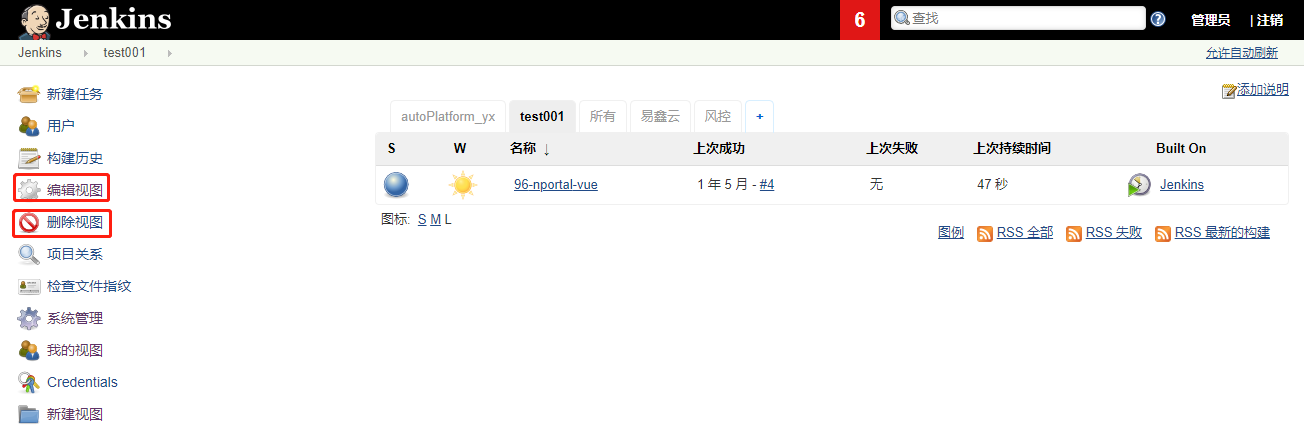 Jenkins 6 查找 管理员 | 注销
Jenkins test001 允许自动刷新
新建任务
用户
构建历史
编辑视图
删除视图
项目关系
检查文件指纹
系统管理
我的视图
Credentials
新建视图
添加说明
autoPlatform_yx test001 所有 易鑫云 风控 +
S W 名称 ↓ 上次成功 上次失败 上次持续时间 Built On
96-nportal-vue 1 年 5 月 - #4 无 47 秒 Jenkins
图标: S M L
图例 RSS 全部 RSS 失败 RSS 最新的构建